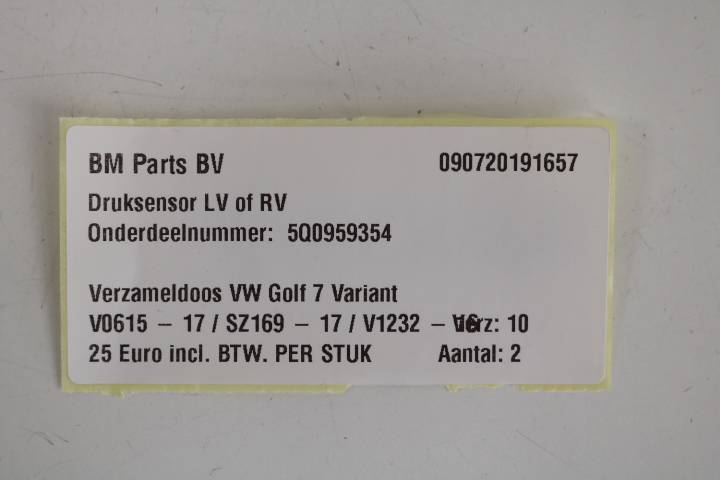 BM Parts BV 090720191657
Druksensor LV of RV
Onderdeelnummer: 5Q0959354
Verzameldoos VW Golf 7 Variant
V0615 – 17 / SZ169 – 17 / V1232 – 16 Verz: 10
25 Euro incl. BTW. PER STUK Aantal: 2